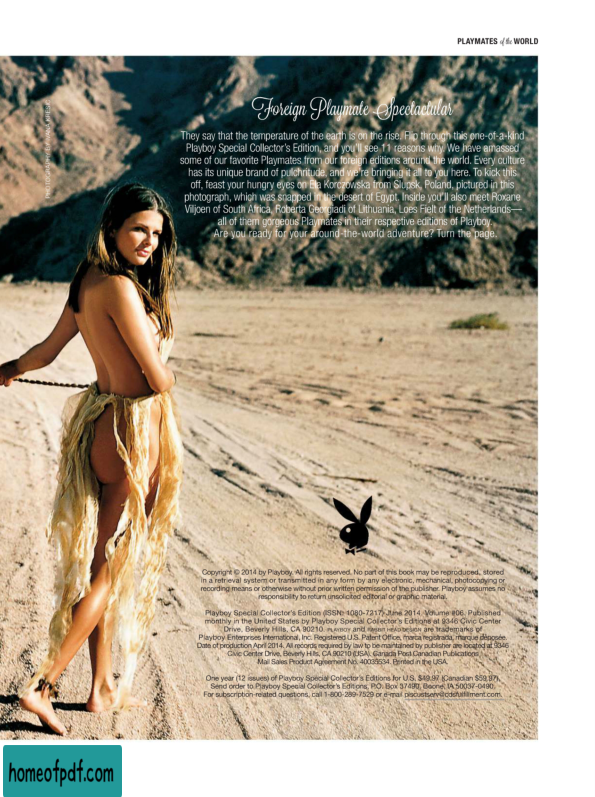 PLAYMATES of the WORLD
Foreign Playmate Spectacular
They say that the temperature of the earth is on the rise. Flip through this one-of-a-kind
Playboy Special Collector's Edition, and you'll see 11 reasons why. We have amassed
some of our favorite Playmates from our foreign editions around the world. Every culture
has its unique brand of pulchritude, and we're bringing it all to you here. To kick this
off, feast your hungry eyes on Ela Korczowska from Slupsk, Poland, pictured in this
photograph, which was snapped in the desert of Egypt. Inside you'll also meet Roxane
Viljoen of South Africa, Roberta Georgiadi of Lithuania, Loes Fielt of the Netherlands—
all of them gorgeous Playmates in their respective editions of Playboy.
Are you ready for your around-the-world adventure? Turn the page.
Copyright © 2014 by Playboy. All rights reserved. No part of this book may be reproduced, stored
in a retrieval system or transmitted in any form by any electronic, mechanical, photocopying or
recording means or otherwise without prior written permission of the publisher. Playboy assumes no
responsibility to return unsolicited editorial or graphic material.
Playboy Special Collector's Edition (ISSN: 1080-7217) June 2014, Volume #06. Published
monthly in the United States by Playboy Special Collector's Editions at 9346 Civic Center
Drive, Beverly Hills, CA 90210. PLAYBOY and RABBIT HEAD DESIGN are trademarks of
Playboy Enterprises International, Inc. Registered U.S. Patent Office, marca registrada, marque déposée.
Date of production April 2014. All records required by law to be maintained by publisher are located at 9346
Civic Center Drive, Beverly Hills, CA 90210 (USA). Canada Post Canadian Publications
Mail Sales Product Agreement No. 40035534. Printed in the USA.
One year (12 issues) of Playboy Special Collector's Editions for U.S. $49.97 (Canadian $59.97).
Send order to Playboy Special Collector's Editions, P.O. Box 37490, Boone, IA 50037-0490.
For subscription-related questions, call 1-800-289-7529 or e-mail
homeofpdf.com